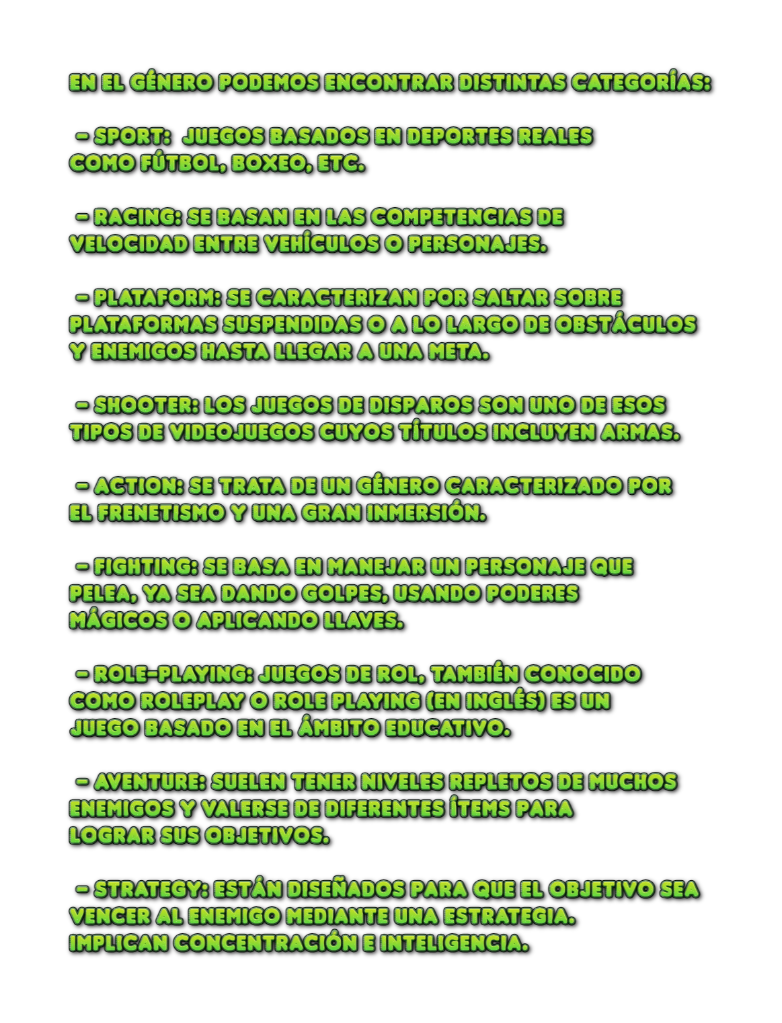 EN EL GÉNERO PODEMOS ENCONTRAR DISTINTAS CATEGORÍAS:
- SPORT: JUEGOS BASADOS EN DEPORTES REALES
COMO FÚTBOL, BOXEO, ETC.
- RACING: SE BASAN EN LAS COMPETENCIAS DE
VELOCIDAD ENTRE VEHÍCULOS O PERSONAJES.
- PLATAFORM: SE CARACTERIZAN POR SALTAR SOBRE
PLATAFORMAS SUSPENDIDAS O A LO LARGO DE OBSTÁCULOS
Y ENEMIGOS HASTA LLEGAR A UNA META.
- SHOOTER: LOS JUEGOS DE DISPAROS SON UNO DE ESOS
TIPOS DE VIDEOJUEGOS CUYOS TÍTULOS INCLUYEN ARMAS.
- ACTION: SE TRATA DE UN GÉNERO CARACTERIZADO POR
EL FRENETISMO Y UNA GRAN INMERSIÓN.
- FIGHTING: SE BASA EN MANEJAR UN PERSONAJE QUE
PELEA, YA SEA DANDO GOLPES, USANDO PODERES
MÁGICOS O APLICANDO LLAVES.
- ROLE-PLAYING: JUEGOS DE ROL, TAMBIÉN CONOCIDO
COMO ROLEPLAY O ROLE PLAYING (EN INGLÉS) ES UN
JUEGO BASADO EN EL ÁMBITO EDUCATIVO.
- AVENTURE: SUELEN TENER NIVELES REPLETOS DE MUCHOS
ENEMIGOS Y VALERSE DE DIFERENTES ÍTEMS PARA
LOGRAR SUS OBJETIVOS.
- STRATEGY: ESTÁN DISEÑADOS PARA QUE EL OBJETIVO SEA
VENCER AL ENEMIGO MEDIANTE UNA ESTRATEGIA.
IMPLICAN CONCENTRACIÓN E INTELIGENCIA.